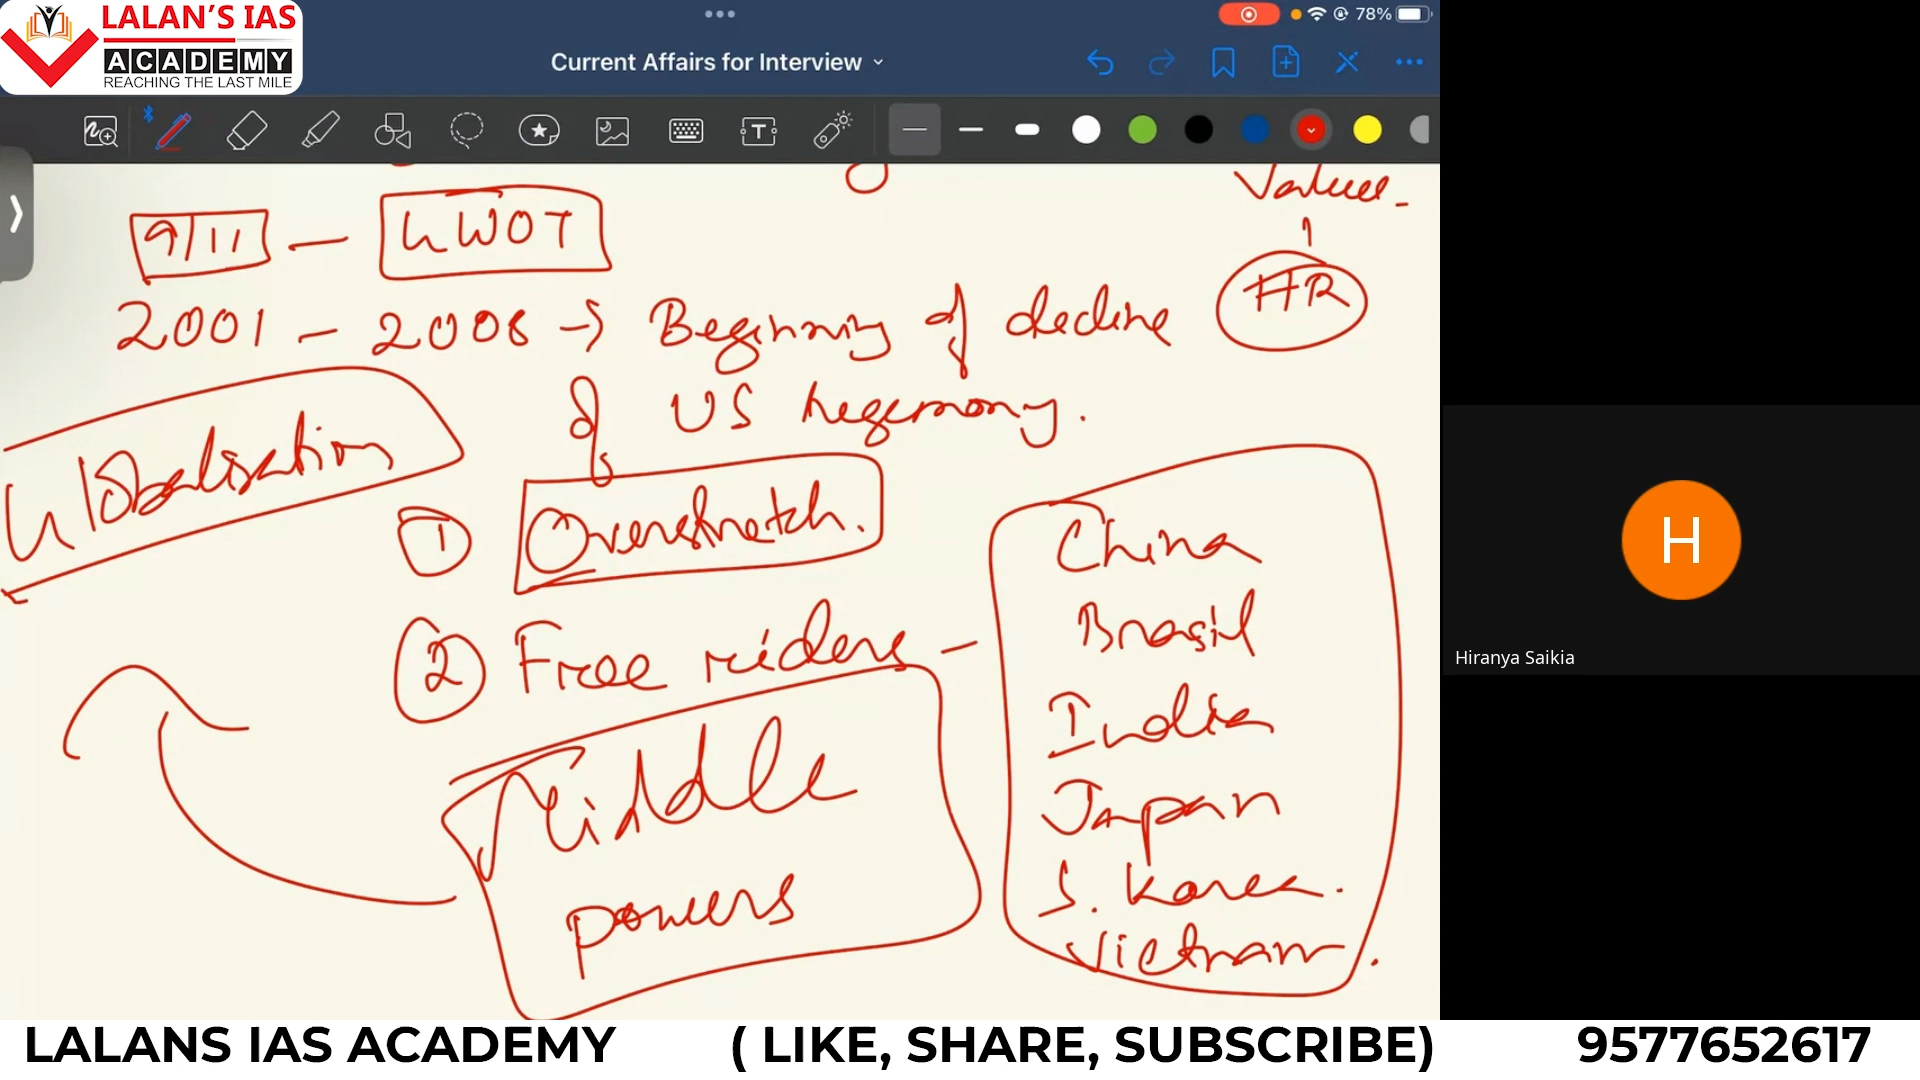 LALAN'S IAS
ACADEMY
REACHING THE LAST MILE
78%
Current Affairs for Interview
T
Values
9/11 — GWOT
HR
2001 - 2008 → Beginning of decline
of US hegemony.
Globalisation
1 Overstretch.
2 Free riders -
China
Brasil
India
Japan
S. Korea.
Vietnam.
Middle
powers
H
Hiranya Saikia
LALANS IAS ACADEMY ( LIKE, SHARE, SUBSCRIBE) 9577652617